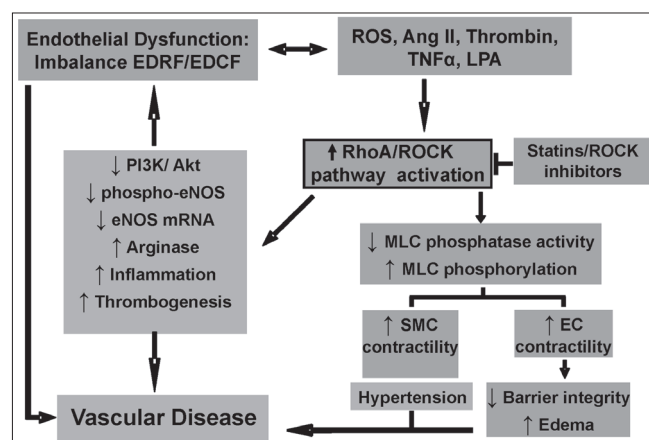 Endothelial Dysfunction:
Imbalance EDRF/EDCF
ROS, Ang II, Thrombin,
TNFα, LPA
↑ RhoA/ROCK
pathway activation
Statins/ROCK
inhibitors
↓ PI3K/ Akt
↓ phospho-eNOS
↓ eNOS mRNA
↑ Arginase
↑ Inflammation
↑ Thrombogenesis
↓ MLC phosphatase activity
↑ MLC phosphorylation
↑ SMC
contractility
↑ EC
contractility
Hypertension
↓ Barrier integrity
↑ Edema
Vascular Disease